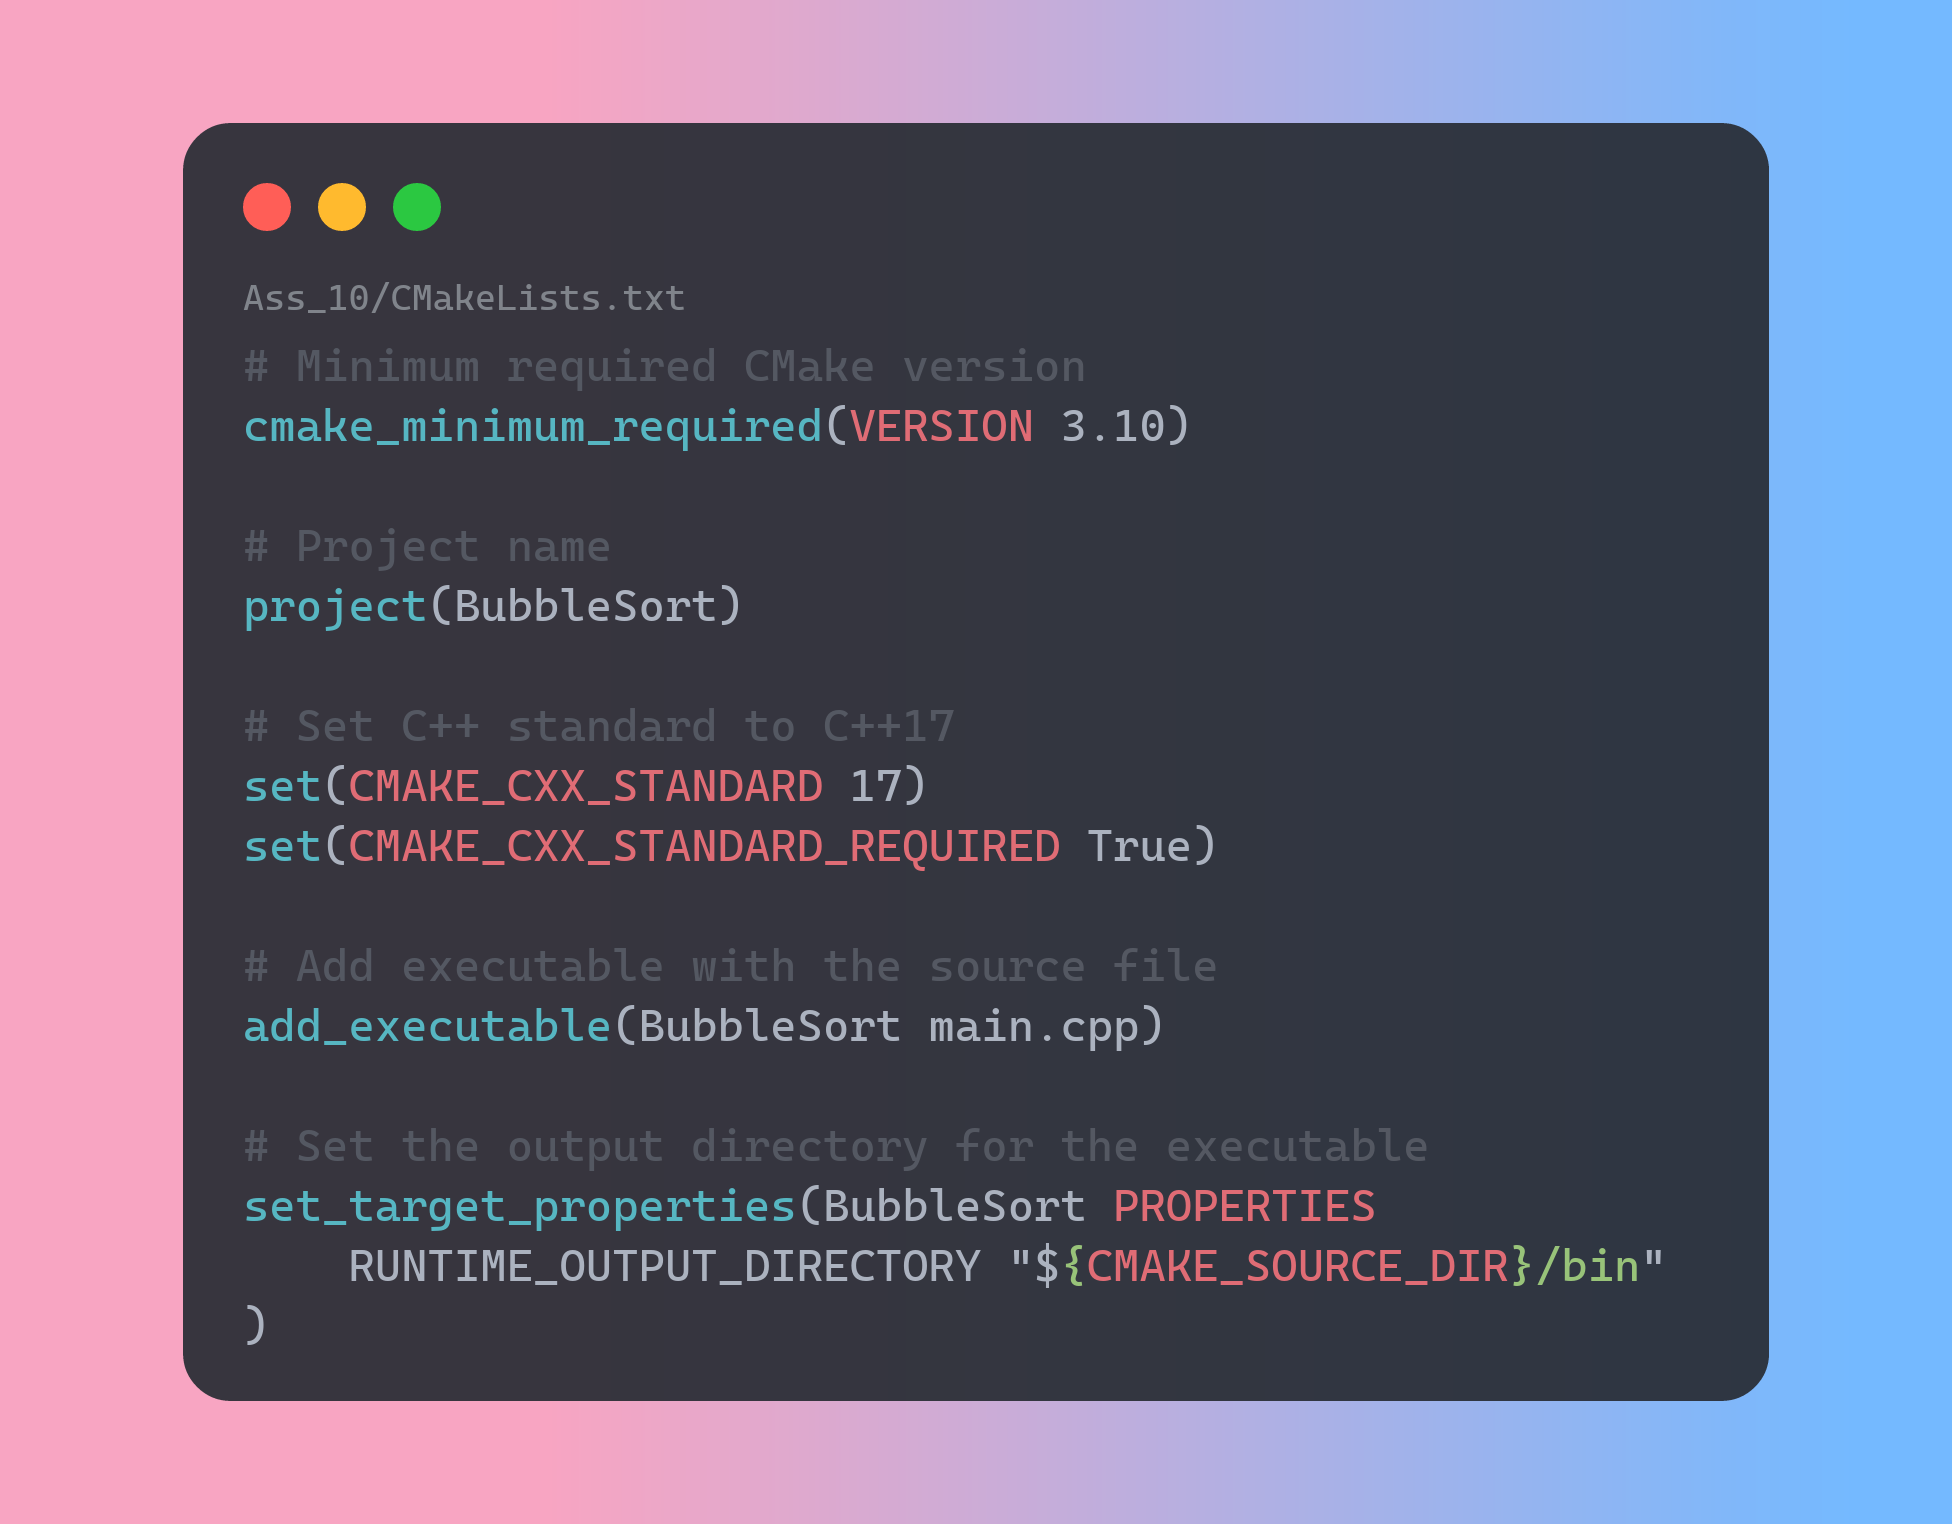 Ass_10/CMakeLists.txt
# Minimum required CMake version
cmake_minimum_required(VERSION 3.10)

# Project name
project(BubbleSort)

# Set C++ standard to C++17
set(CMAKE_CXX_STANDARD 17)
set(CMAKE_CXX_STANDARD_REQUIRED True)

# Add executable with the source file
add_executable(BubbleSort main.cpp)

# Set the output directory for the executable
set_target_properties(BubbleSort PROPERTIES
    RUNTIME_OUTPUT_DIRECTORY "${CMAKE_SOURCE_DIR}/bin"
)